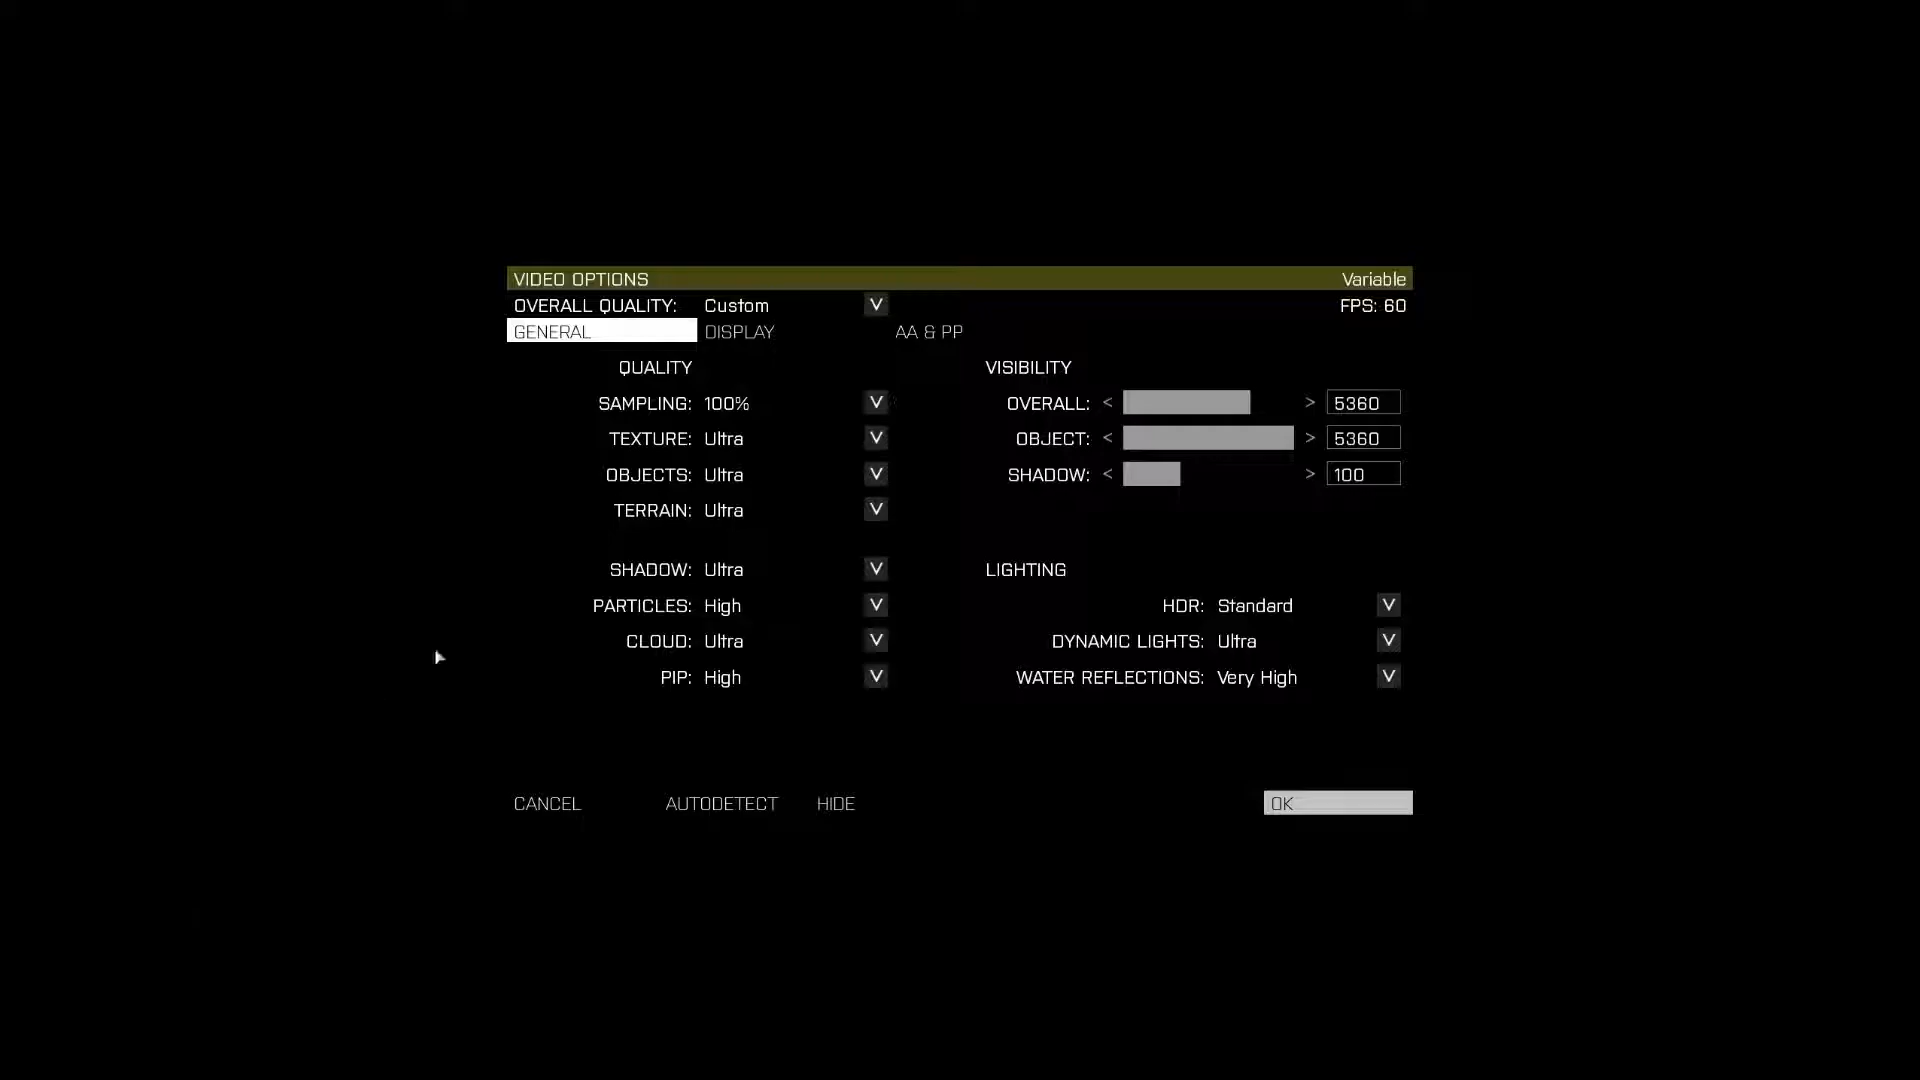 VIDEO OPTIONS Variable
OVERALL QUALITY: Custom V FPS: 60
GENERAL DISPLAY AA & PP
QUALITY VISIBILITY
SAMPLING: 100% V OVERALL: < > 5360
TEXTURE: Ultra V OBJECT: < > 5360
OBJECTS: Ultra V SHADOW: < > 100
TERRAIN: Ultra V
SHADOW: Ultra V LIGHTING
PARTICLES: High V HDR: Standard V
CLOUD: Ultra V DYNAMIC LIGHTS: Ultra V
PIP: High V WATER REFLECTIONS: Very High V
CANCEL AUTODETECT HIDE OK